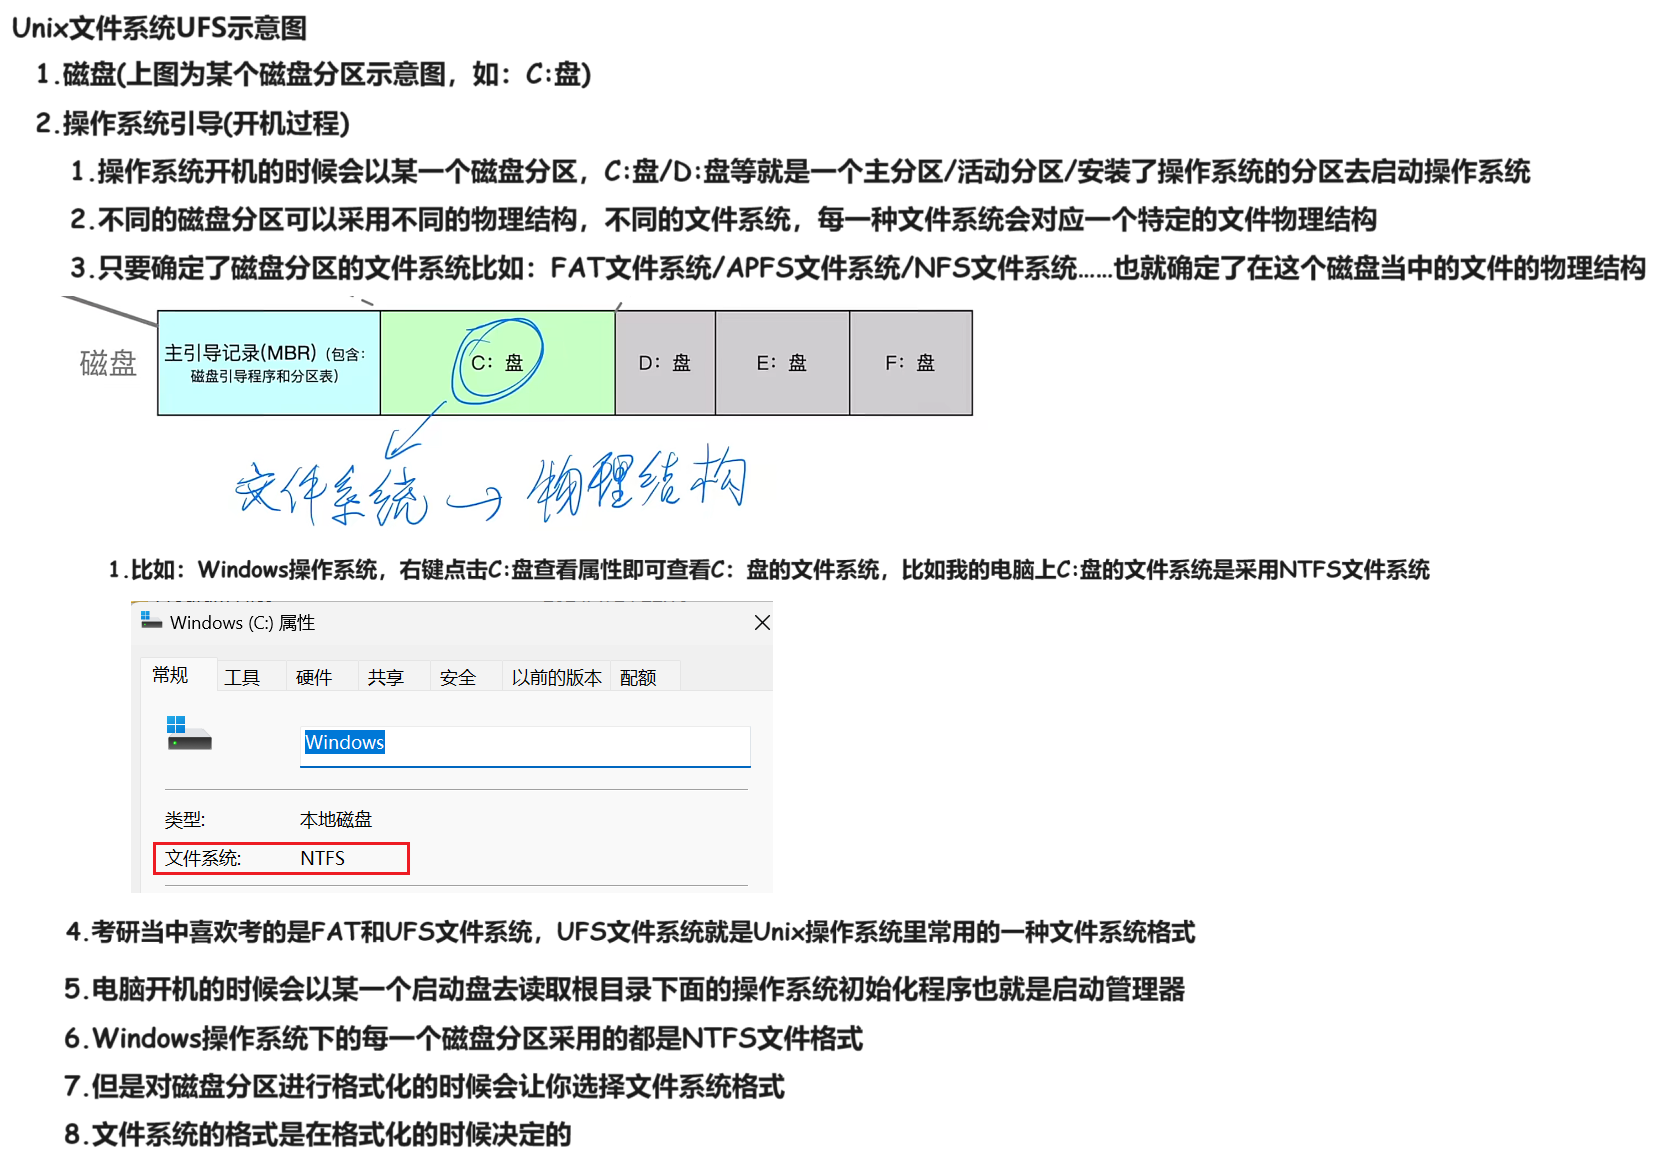 Unix文件系统UFS示意图
1.磁盘(上图为某个磁盘分区示意图，如：C:盘)
2.操作系统引导(开机过程)
1.操作系统开机的时候会以某一个磁盘分区，C:盘/D:盘等就是一个主分区/活动分区/安装了操作系统的分区去启动操作系统
2.不同的磁盘分区可以采用不同的物理结构，不同的文件系统，每一种文件系统会对应一个特定的文件物理结构
3.只要确定了磁盘分区的文件系统比如：FAT文件系统/APFS文件系统/NFS文件系统......也就确定了在这个磁盘当中的文件的物理结构
磁盘
主引导记录(MBR)（包含：
磁盘引导程序和分区表）
C：盘
D：盘
E：盘
F：盘
文件系统 → 物理结构
1.比如：Windows操作系统，右键点击C:盘查看属性即可查看C：盘的文件系统，比如我的电脑上C:盘的文件系统是采用NTFS文件系统
Windows (C:) 属性
常规 工具 硬件 共享 安全 以前的版本 配额
Windows
类型: 本地磁盘
文件系统: NTFS
4.考研当中喜欢考的是FAT和UFS文件系统，UFS文件系统就是Unix操作系统里常用的一种文件系统格式
5.电脑开机的时候会以某一个启动盘去读取根目录下面的操作系统初始化程序也就是启动管理器
6.Windows操作系统下的每一个磁盘分区采用的都是NTFS文件格式
7.但是对磁盘分区进行格式化的时候会让你选择文件系统格式
8.文件系统的格式是在格式化的时候决定的